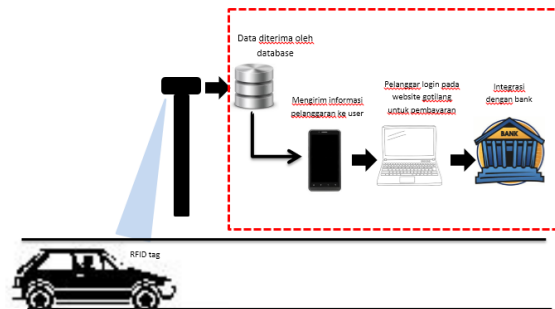 Data diterima oleh
database
Mengirim informasi
pelanggaran ke user
Pelanggar login pada
website gotilang
untuk pembayaran
Integrasi
dengan bank
BANK
RFID tag